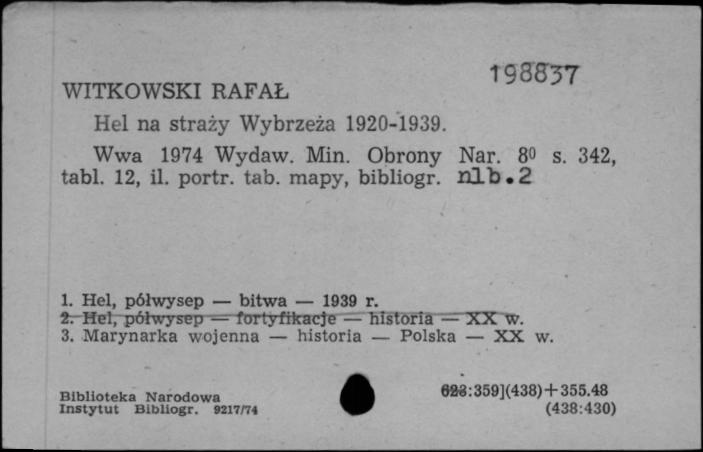 198837
WITKOWSKI RAFAŁ
Hel na straży Wybrzeża 1920-1939.
Wwa 1974 Wydaw. Min. Obrony Nar. 8⁰ s. 342,
tabl. 12, il. portr. tab. mapy, bibliogr. nlb.2
1. Hel, półwysep — bitwa — 1939 r.
2. Hel, półwysep — fortyfikacje — historia — XX w.
3. Marynarka wojenna — historia — Polska — XX w.
Biblioteka Narodowa
Instytut Bibliogr. 9217/74
623:359](438)+355.48
(438:430)